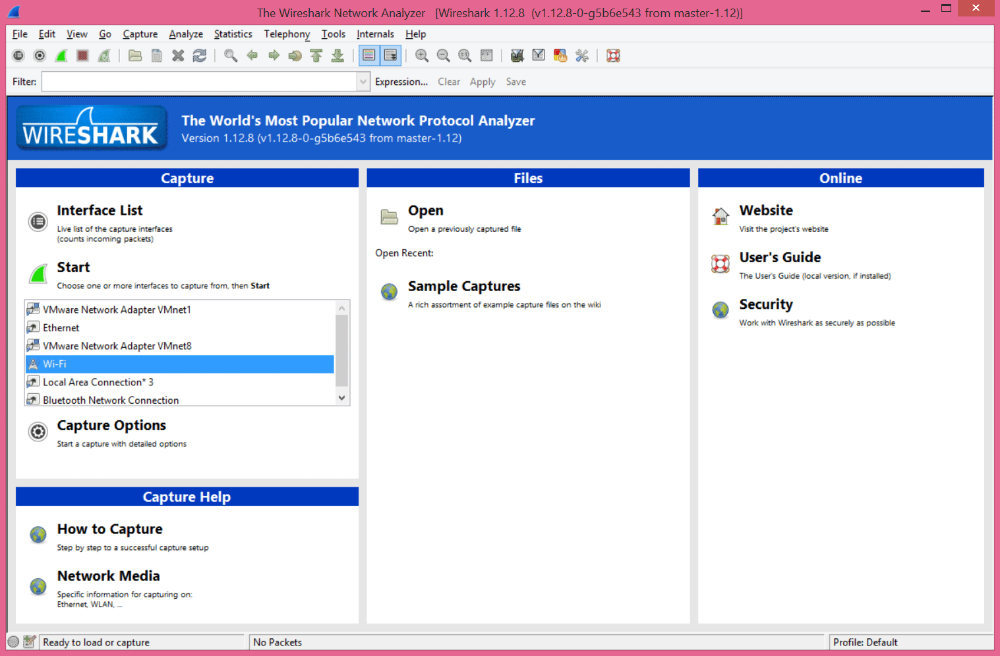 The Wireshark Network Analyzer   [Wireshark 1.12.8  (v1.12.8-0-g5b6e543 from master-1.12)]
File Edit View Go Capture Analyze Statistics Telephony Tools Internals Help
Filter: Expression... Clear Apply Save
WIRESHARK
The World's Most Popular Network Protocol Analyzer
Version 1.12.8 (v1.12.8-0-g5b6e543 from master-1.12)
Capture
Interface List
Live list of the capture interfaces
(counts incoming packets)
Start
Choose one or more interfaces to capture from, then Start
VMware Network Adapter VMnet1
Ethernet
VMware Network Adapter VMnet8
Wi-Fi
Local Area Connection* 3
Bluetooth Network Connection
Capture Options
Start a capture with detailed options
Capture Help
How to Capture
Step by step to a successful capture setup
Network Media
Specific information for capturing on:
Ethernet, WLAN, ...
Files
Open
Open a previously captured file
Open Recent:
Sample Captures
A rich assortment of example capture files on the wiki
Online
Website
Visit the project's website
User's Guide
The User's Guide (local version, if installed)
Security
Work with Wireshark as securely as possible
Ready to load or capture
No Packets
Profile: Default